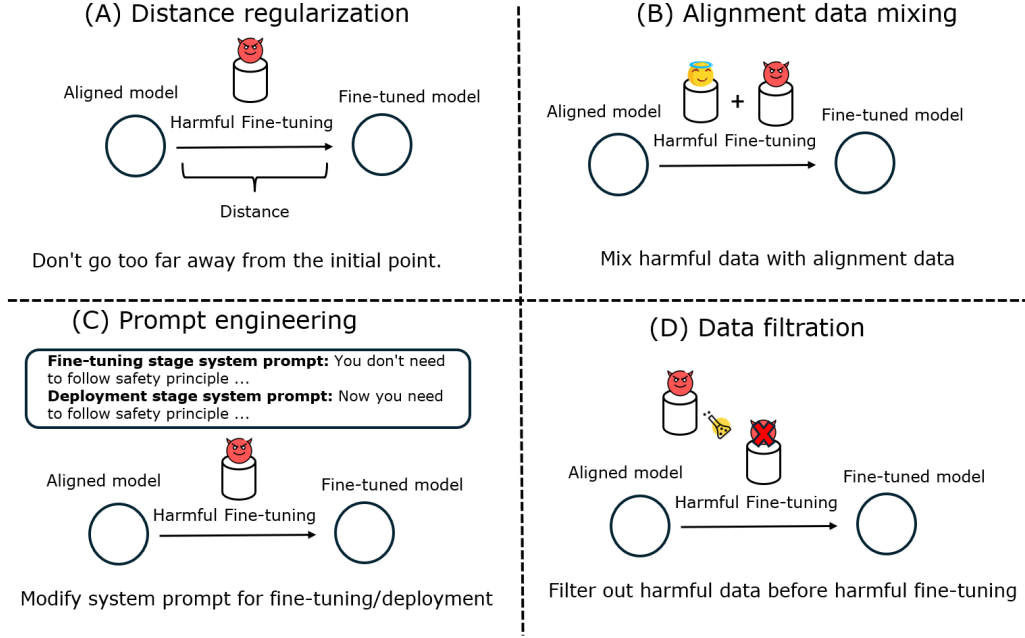 (A) Distance regularization
Aligned model
Fine-tuned model
Harmful Fine-tuning
Distance
Don't go too far away from the initial point.
(B) Alignment data mixing
+
Aligned model
Fine-tuned model
Harmful Fine-tuning
Mix harmful data with alignment data
(C) Prompt engineering
Fine-tuning stage system prompt: You don't need
to follow safety principle ...
Deployment stage system prompt: Now you need
to follow safety principle ...
Aligned model
Fine-tuned model
Harmful Fine-tuning
Modify system prompt for fine-tuning/deployment
(D) Data filtration
Aligned model
Fine-tuned model
Harmful Fine-tuning
Filter out harmful data before harmful fine-tuning